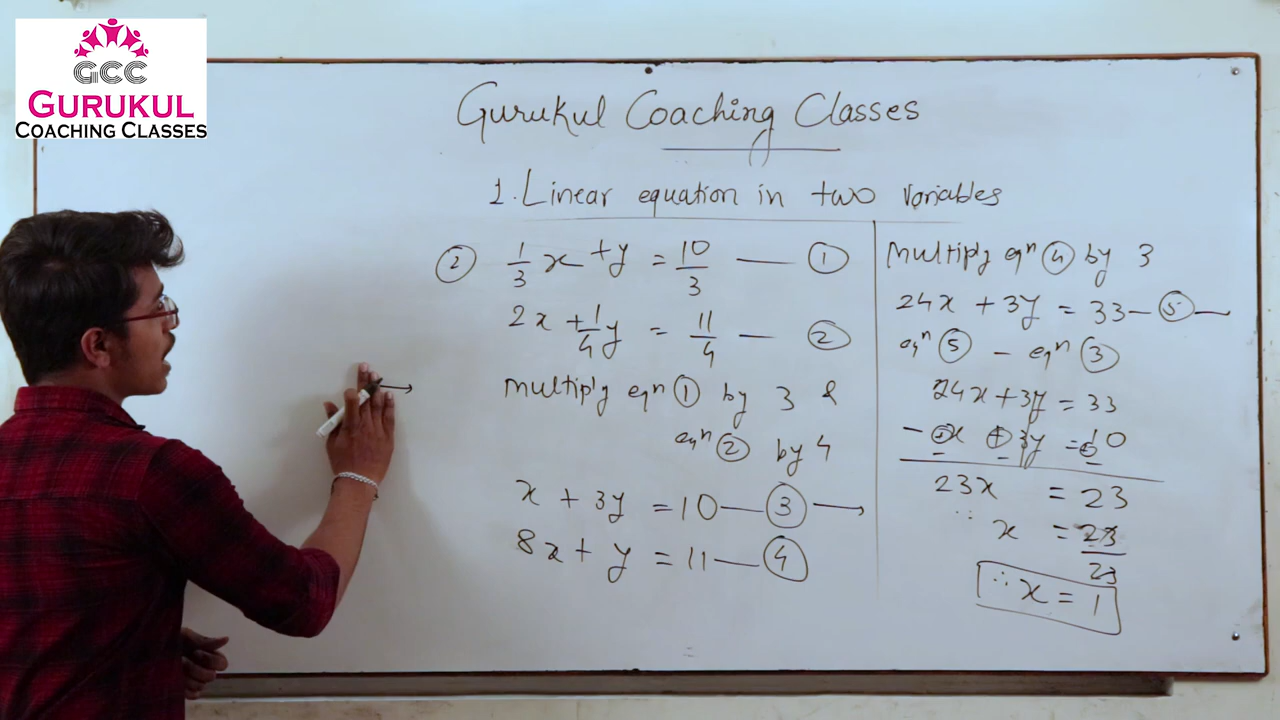 GCC
GURUKUL
COACHING CLASSES
Gurukul Coaching Classes
1. Linear equation in two variables
② 1/3 x + y = 10/3 — ①
2x + 1/4 y = 11/4 — ②
Multiply eqⁿ ① by 3 &
eqⁿ ② by 4
x + 3y = 10 — ③ —
8x + y = 11 — ④
Multiply eqⁿ ④ by 3
24x + 3y = 33 — ⑤ —
eqⁿ ⑤ - eqⁿ ③
24x + 3y = 33
- x + 3y = 10
23x = 23
∴ x = 23/23
∴ x = 1